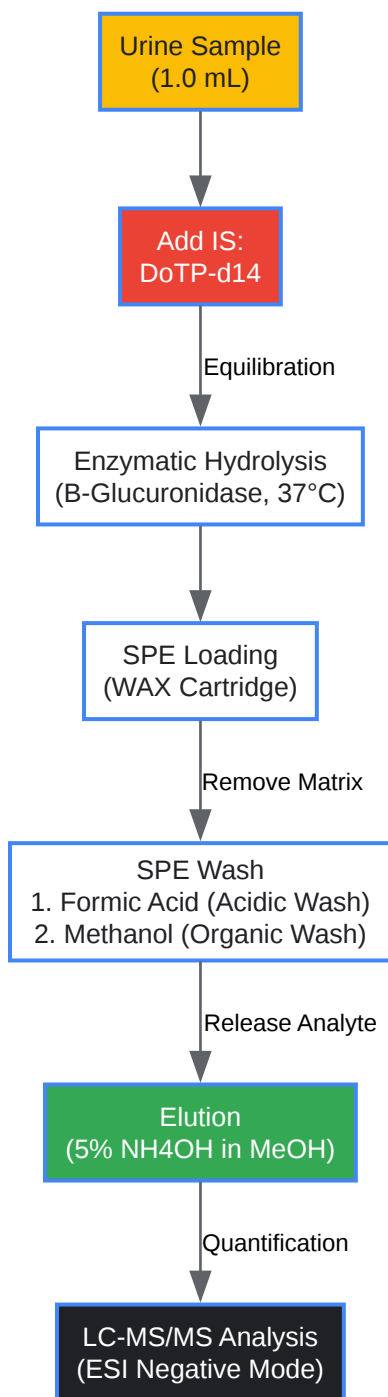 Urine Sample
(1.0 mL)
Add IS:
DoTP-d14
Equilibration
Enzymatic Hydrolysis
(B-Glucuronidase, 37°C)
SPE Loading
(WAX Cartridge)
Remove Matrix
SPE Wash
1. Formic Acid (Acidic Wash)
2. Methanol (Organic Wash)
Release Analyte
Elution
(5% NH4OH in MeOH)
Quantification
LC-MS/MS Analysis
(ESI Negative Mode)